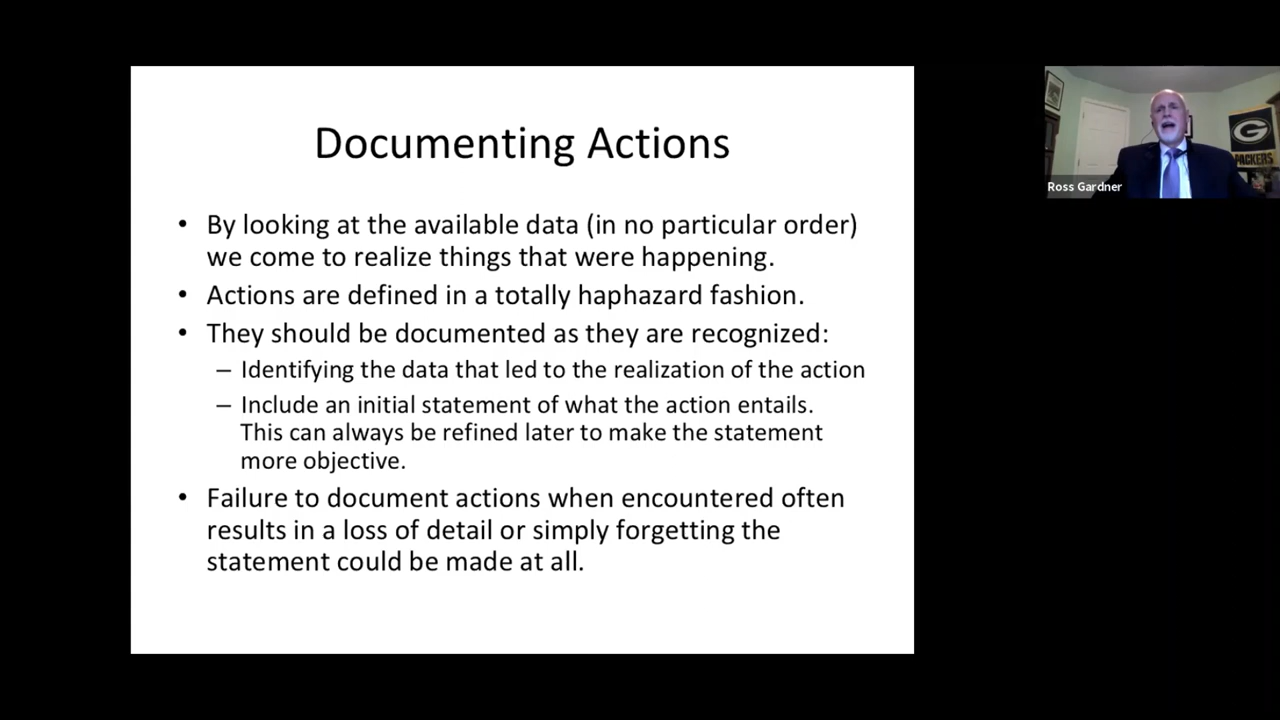 Documenting Actions
• By looking at the available data (in no particular order)
we come to realize things that were happening.
• Actions are defined in a totally haphazard fashion.
• They should be documented as they are recognized:
– Identifying the data that led to the realization of the action
– Include an initial statement of what the action entails.
This can always be refined later to make the statement
more objective.
• Failure to document actions when encountered often
results in a loss of detail or simply forgetting the
statement could be made at all.
G
PACKERS
Ross Gardner